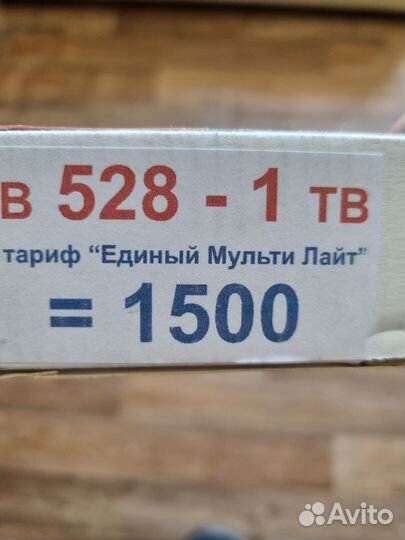 В 528 - 1 ТВ
тариф “Единый Мульти Лайт”
= 1500
Avito